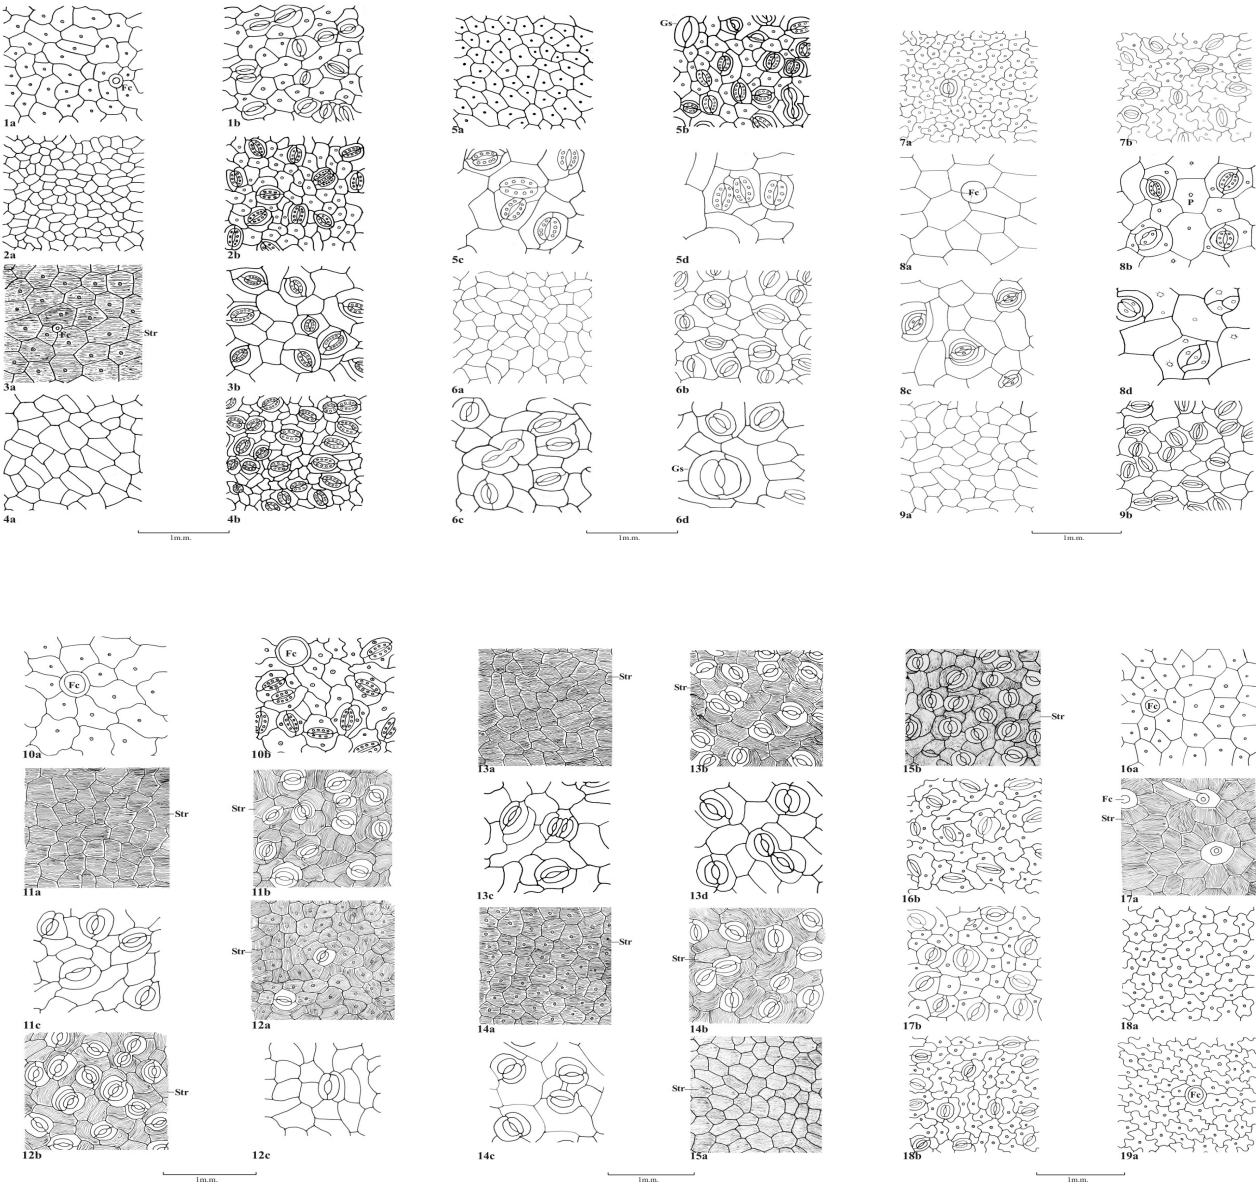 Gs
Fc
1a
1b
5a
5b
7a
7b
Fc
P
2a
2b
5c
5d
8a
8b
Fc
Str
3a
3b
6a
6b
8c
8d
Gs
4a
4b
6c
6d
9a
9b
1m.m.
1m.m.
1m.m.
Fc
Fc
Str
Str
Str
Fc
10a
10b
13a
13b
15b
16a
Str
Str
Fc
Str
11a
11b
13c
13d
16b
17a
Str
Str
Str
11c
12a
14a
14b
17b
18a
Str
Str
Fc
12b
12c
14c
15a
18b
19a
1m.m.
1m.m.
1m.m.